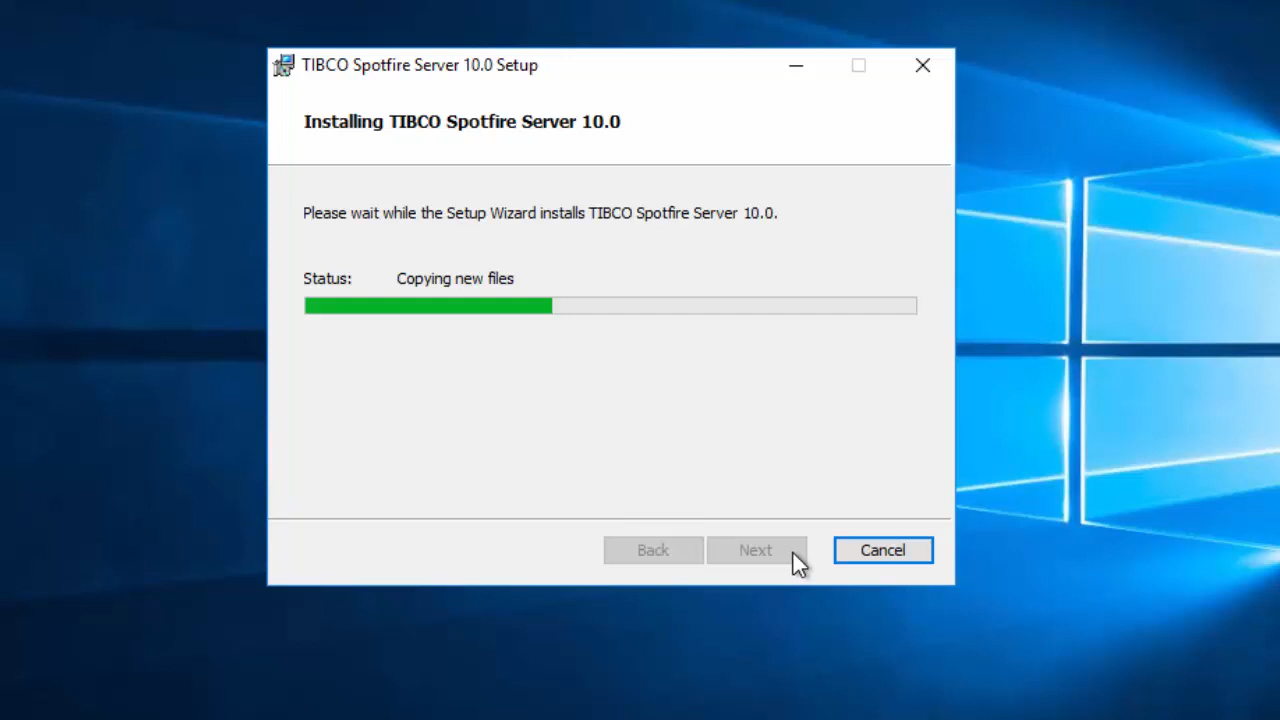 TIBCO Spotfire Server 10.0 Setup
Installing TIBCO Spotfire Server 10.0
Please wait while the Setup Wizard installs TIBCO Spotfire Server 10.0.
Status: Copying new files
Back Next Cancel